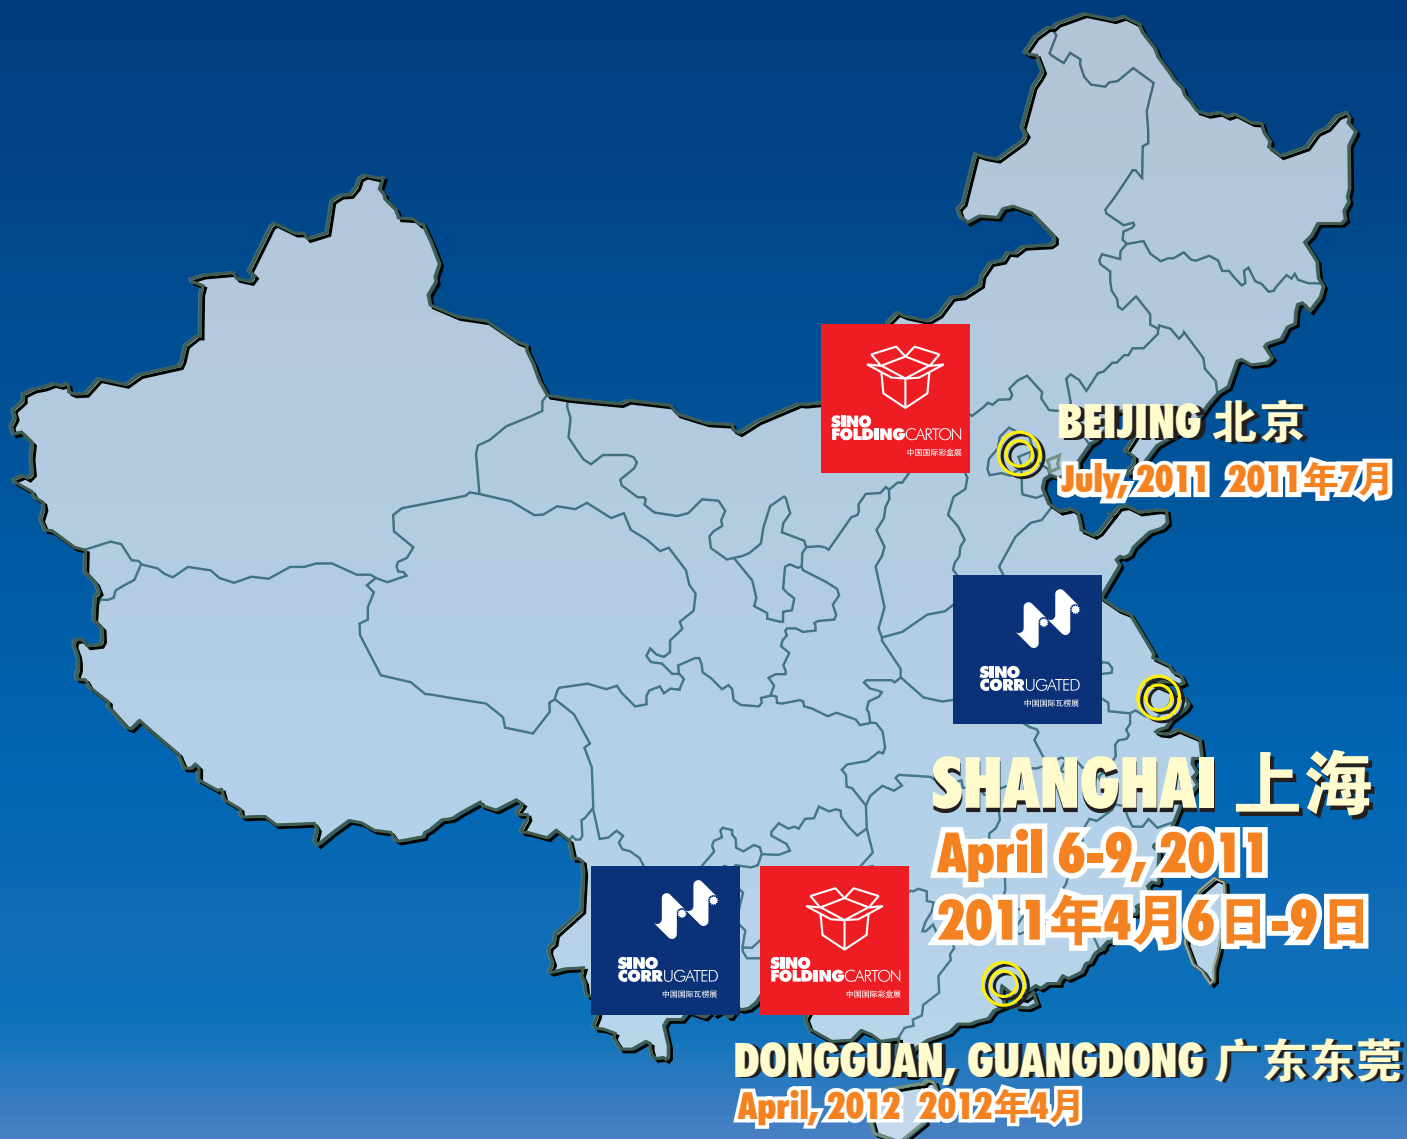 SINO
FOLDINGCARTON
中国国际彩盒展
BEIJING 北京
July, 2011 2011年7月
SINO
CORRUGATED
中国国际瓦楞展
SHANGHAI 上海
April 6-9, 2011
2011年4月6日-9日
SINO
CORRUGATED
中国国际瓦楞展
SINO
FOLDINGCARTON
中国国际彩盒展
DONGGUAN, GUANGDONG 广东东莞
April, 2012 2012年4月